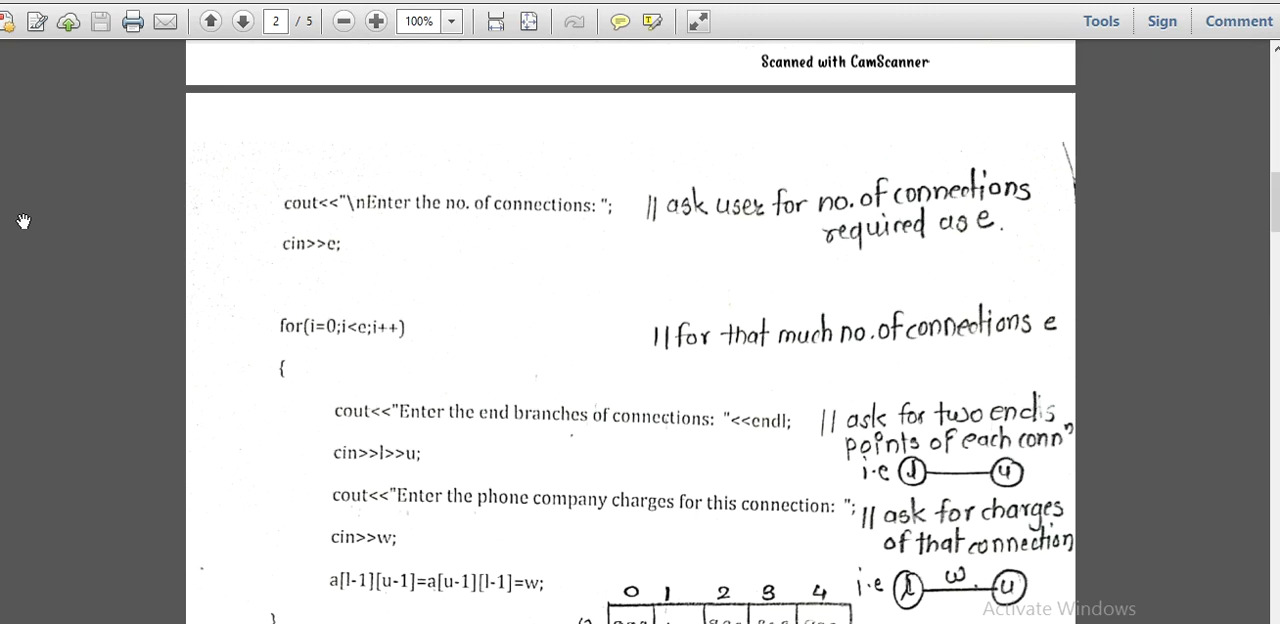 2 / 5
100%
Tools
Sign
Comment
Scanned with CamScanner
cout<<"\nEnter the no. of connections: "; || ask user for no. of connections
required as e.
cin>>e;
for(i=0;i<e;i++) || for that much no. of connections e
{
cout<<"Enter the end branches of connections: "<<endl; || ask for two ends
points of each connⁿ
cin>>l>>u;
i.e l u
cout<<"Enter the phone company charges for this connection: "; || ask for charges
of that connection
cin>>w;
a[l-1][u-1]=a[u-1][l-1]=w;
i.e l w u
0 1 2 3 4
}
Activate Windows